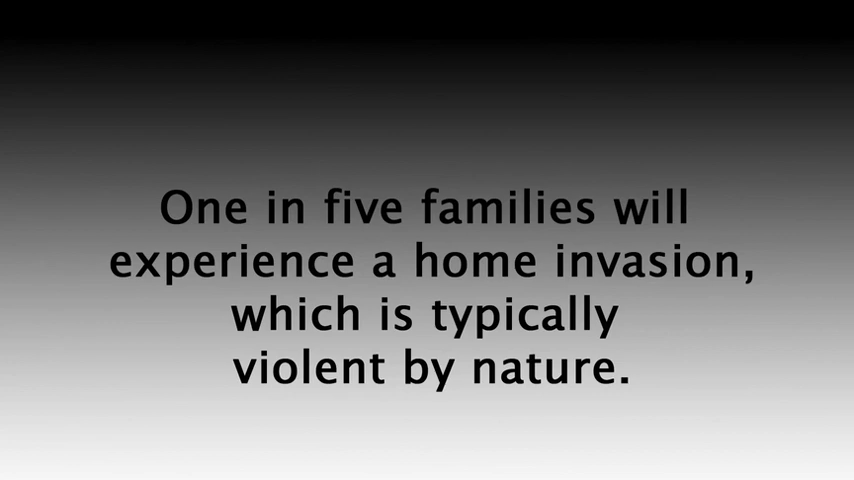 One in five families will
experience a home invasion,
which is typically
violent by nature.